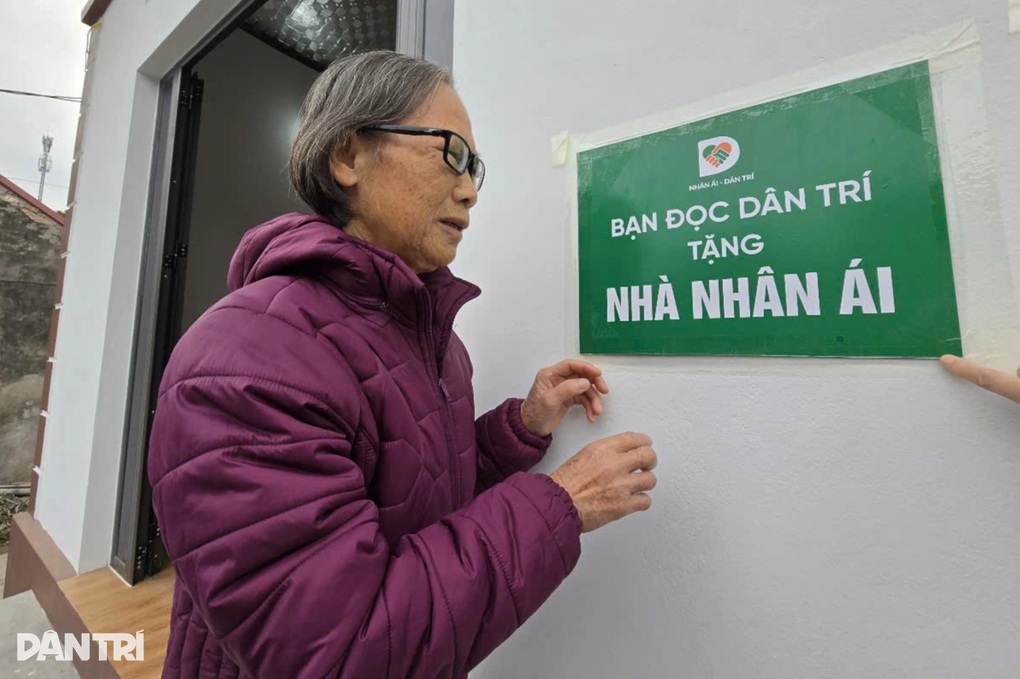 NHÂN ÁI - DÂN TRÍ
BẠN ĐỌC DÂN TRÍ
TẶNG
NHÀ NHÂN ÁI
DÂN TRÍ